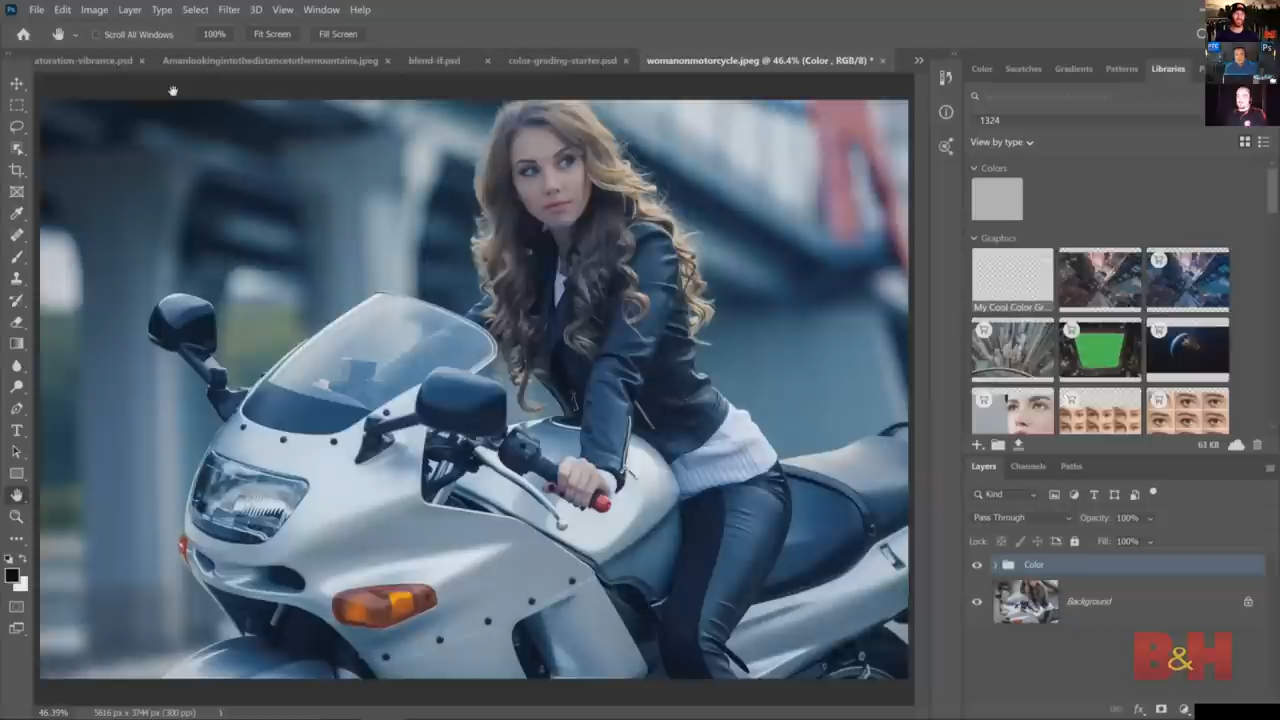 Ps File Edit Image Layer Type Select Filter 3D View Window Help
Scroll All Windows 100% Fit Screen Fill Screen
aturation-vibrance.psd × Amanlookingintothedistancetothemountains.jpeg × blend-if.psd × color-grading-starter.psd × womanonmotorcycle.jpeg @ 46.4% (Color , RGB/8) * ×
Color Swatches Gradients Patterns Libraries P
1324
View by type
Colors
Graphics
My Cool Color Gr...
61 KB
Layers Channels Paths
Kind
Pass Through Opacity: 100%
Lock: Fill: 100%
Color
Background
B&H
46.39% 5616 px x 3744 px (300 ppi)